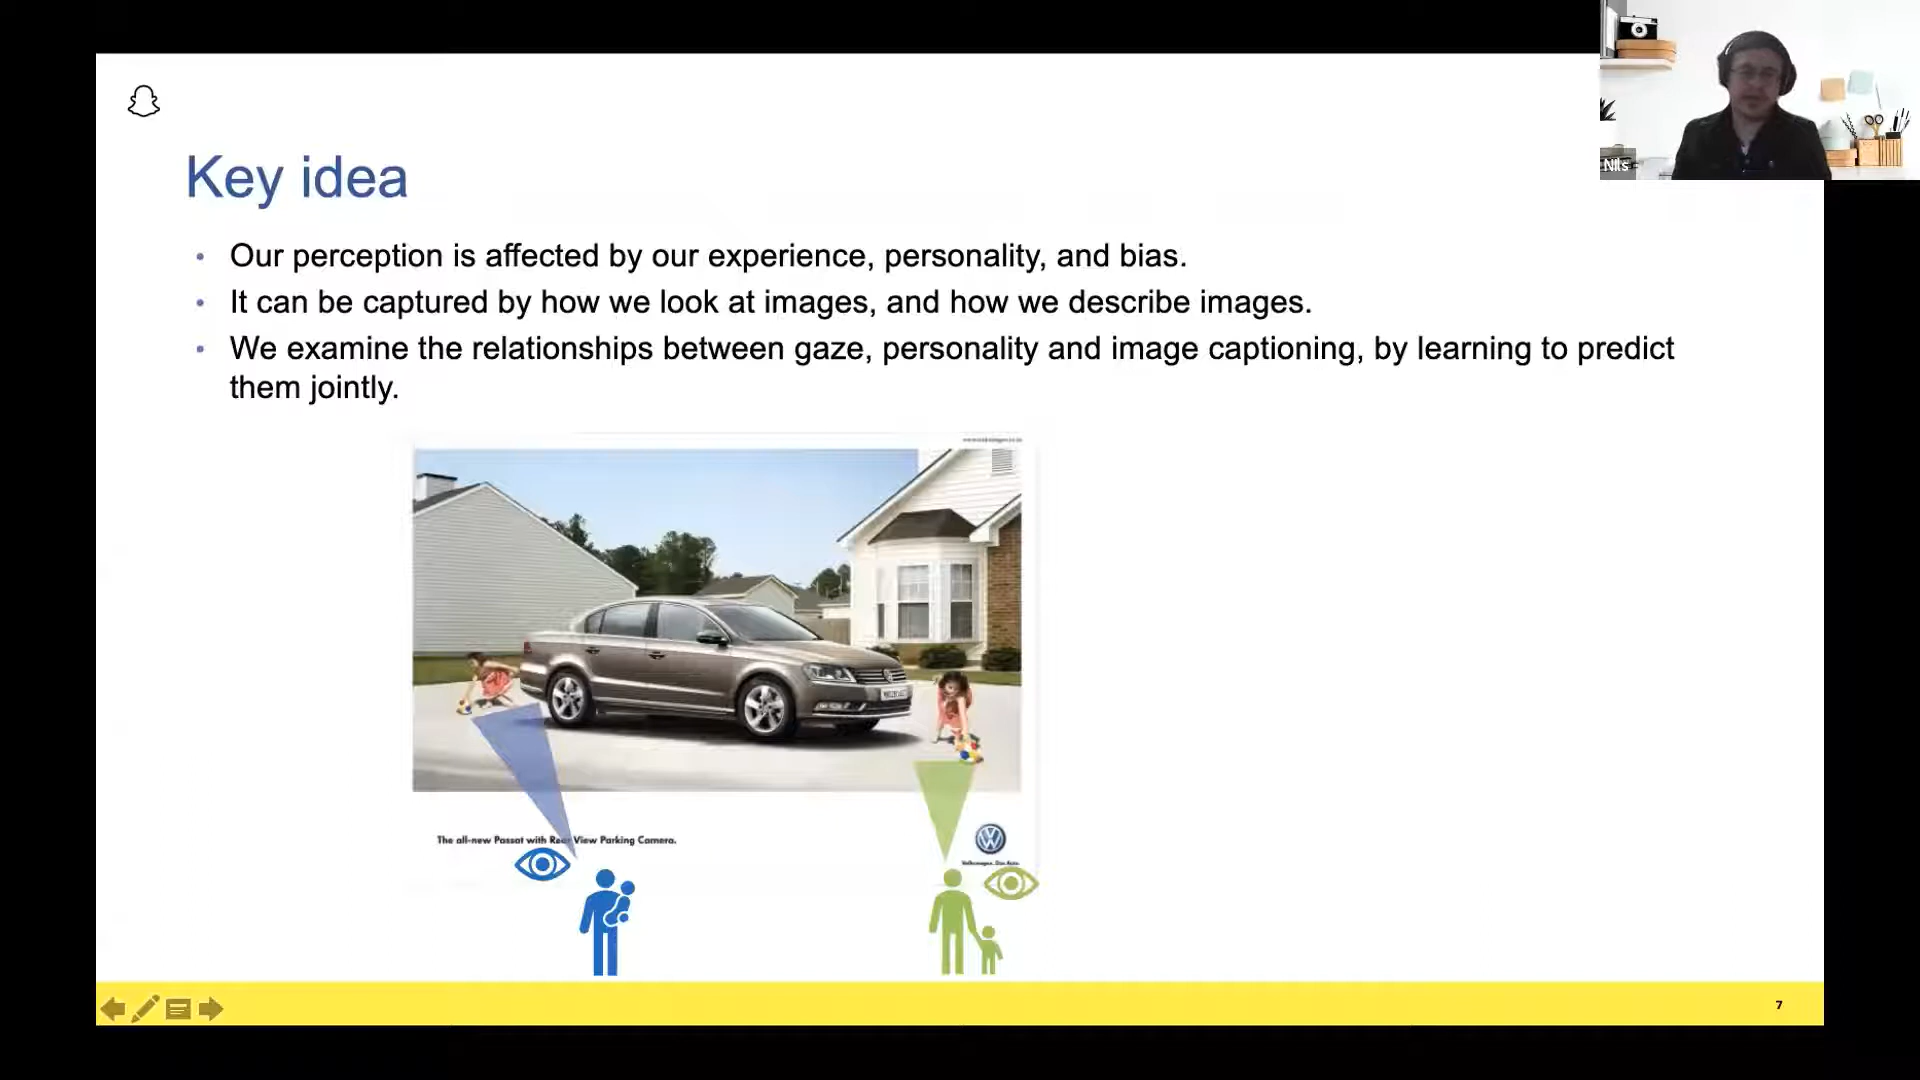 Nils
Key idea
• Our perception is affected by our experience, personality, and bias.
• It can be captured by how we look at images, and how we describe images.
• We examine the relationships between gaze, personality and image captioning, by learning to predict
them jointly.
The all-new Passat with Rear View Parking Camera.
Volkswagen. Das Auto.
7